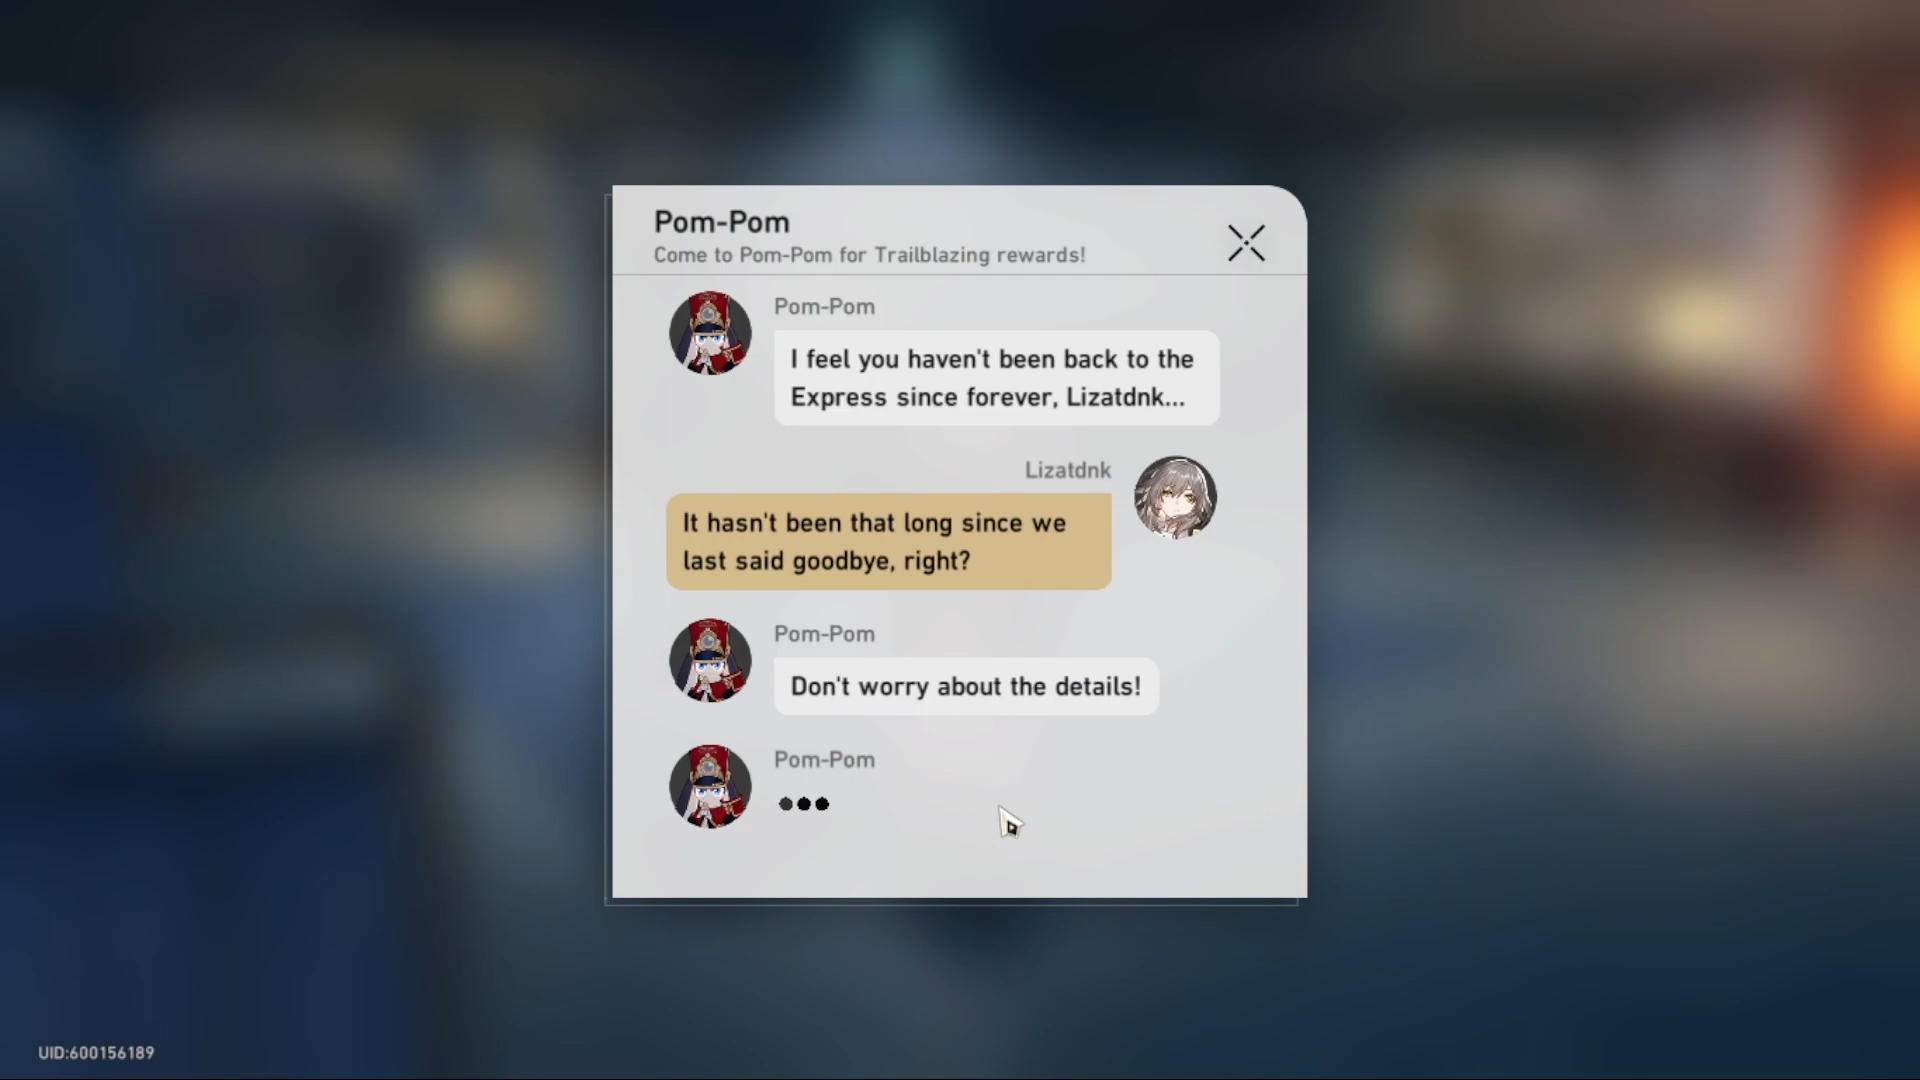 Pom-Pom
Come to Pom-Pom for Trailblazing rewards!
Pom-Pom
I feel you haven't been back to the
Express since forever, Lizatdnk...
Lizatdnk
It hasn't been that long since we
last said goodbye, right?
Pom-Pom
Don't worry about the details!
Pom-Pom
UID:600156189